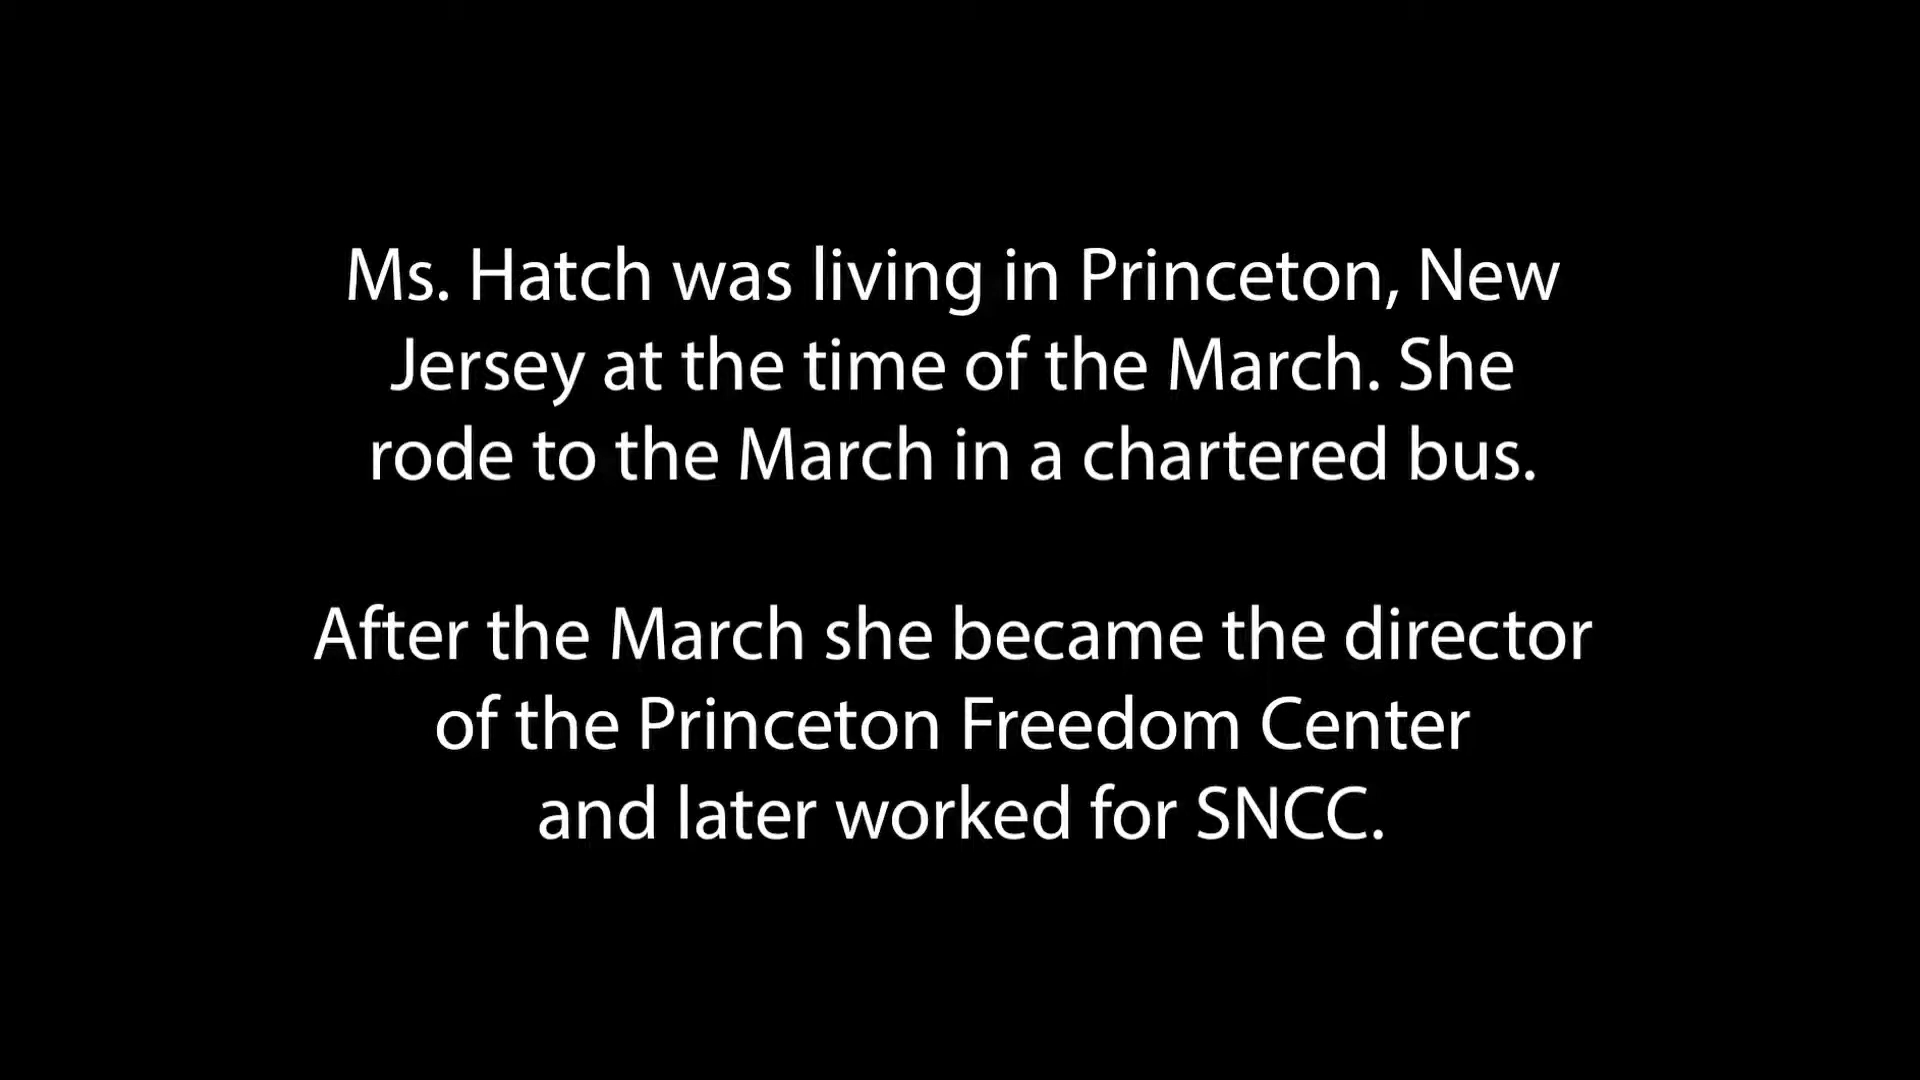 Ms. Hatch was living in Princeton, New
Jersey at the time of the March. She
rode to the March in a chartered bus.
After the March she became the director
of the Princeton Freedom Center
and later worked for SNCC.